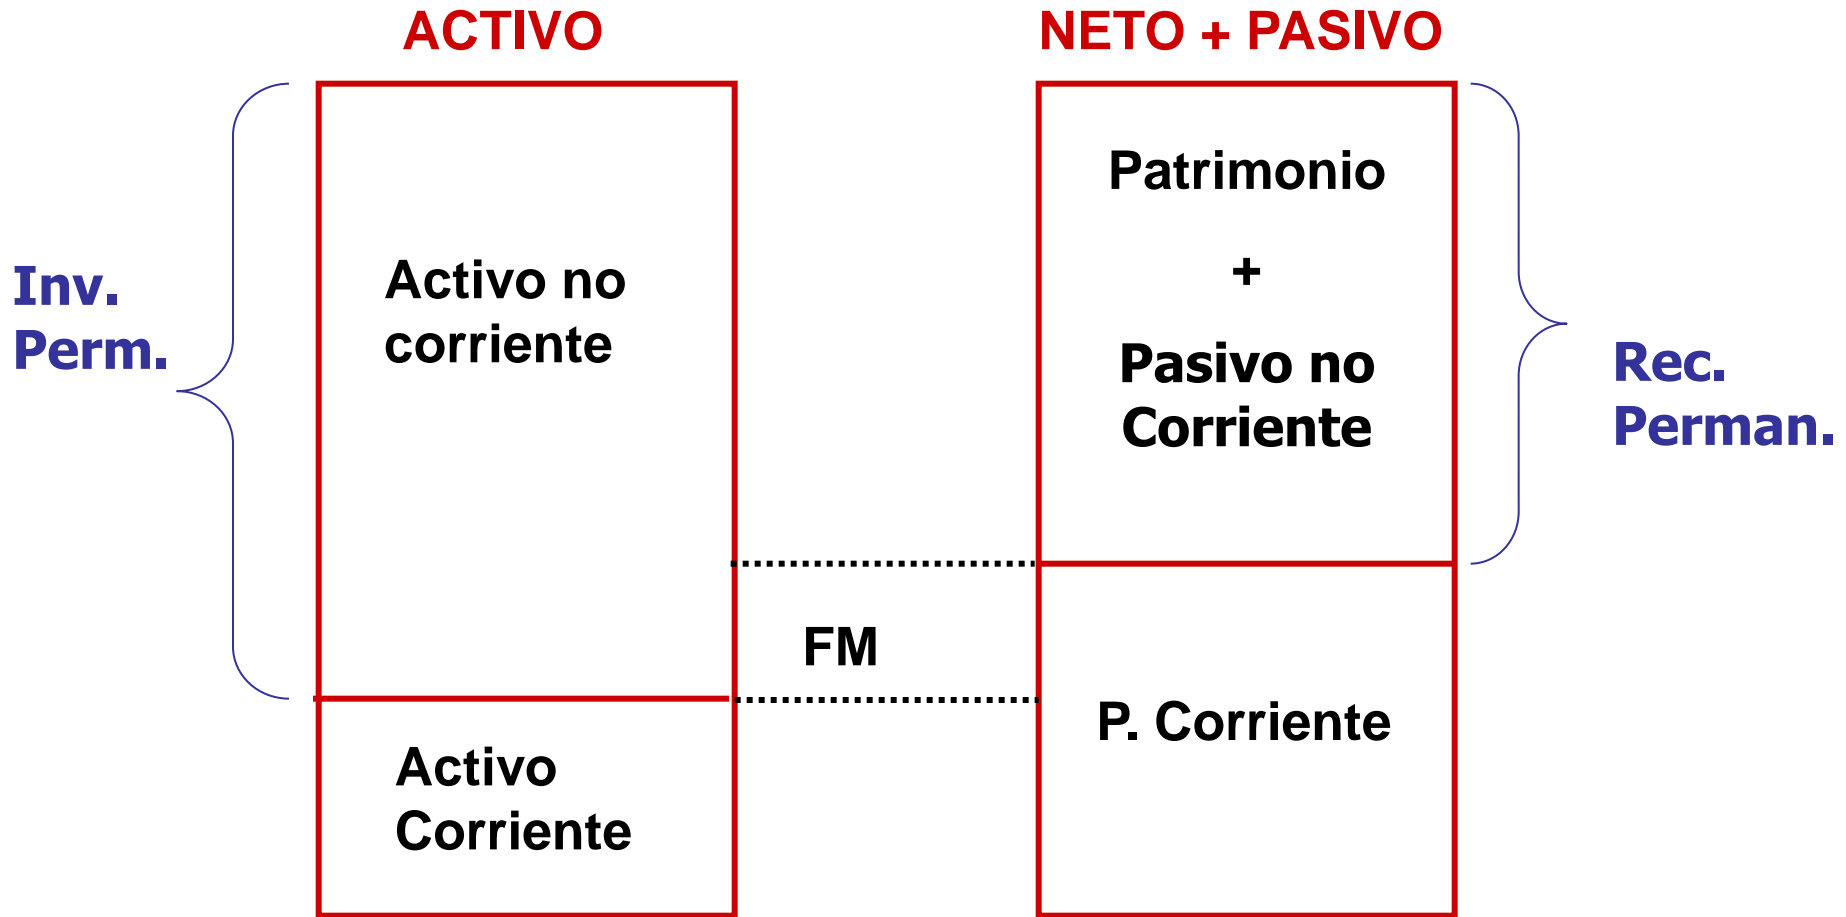 ACTIVO
NETO + PASIVO
Inv.
Perm.
Activo no
corriente
Patrimonio
+
Pasivo no
Corriente
Rec.
Perman.
FM
Activo
Corriente
P. Corriente